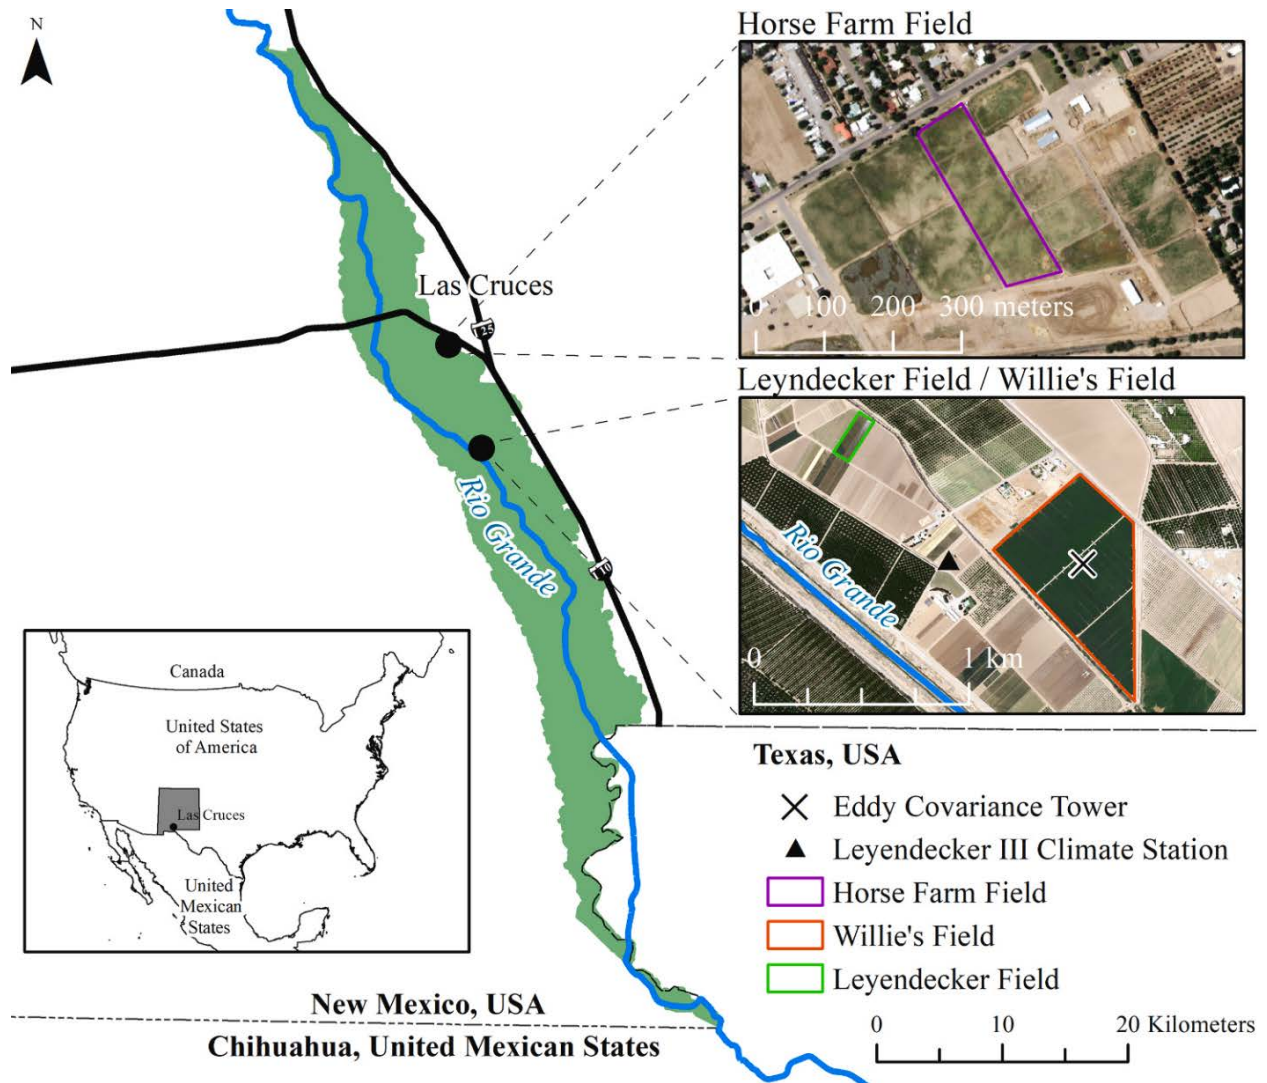 N
Horse Farm Field
0 100 200 300 meters
Las Cruces
I 25
Leyndecker Field / Willie's Field
Rio Grande
0 1 km
Rio Grande
I 10
Canada
United States
of America
Las Cruces
United
Mexican
States
Texas, USA
Eddy Covariance Tower
Leyendecker III Climate Station
Horse Farm Field
Willie's Field
Leyendecker Field
New Mexico, USA
Chihuahua, United Mexican States
0 10 20 Kilometers